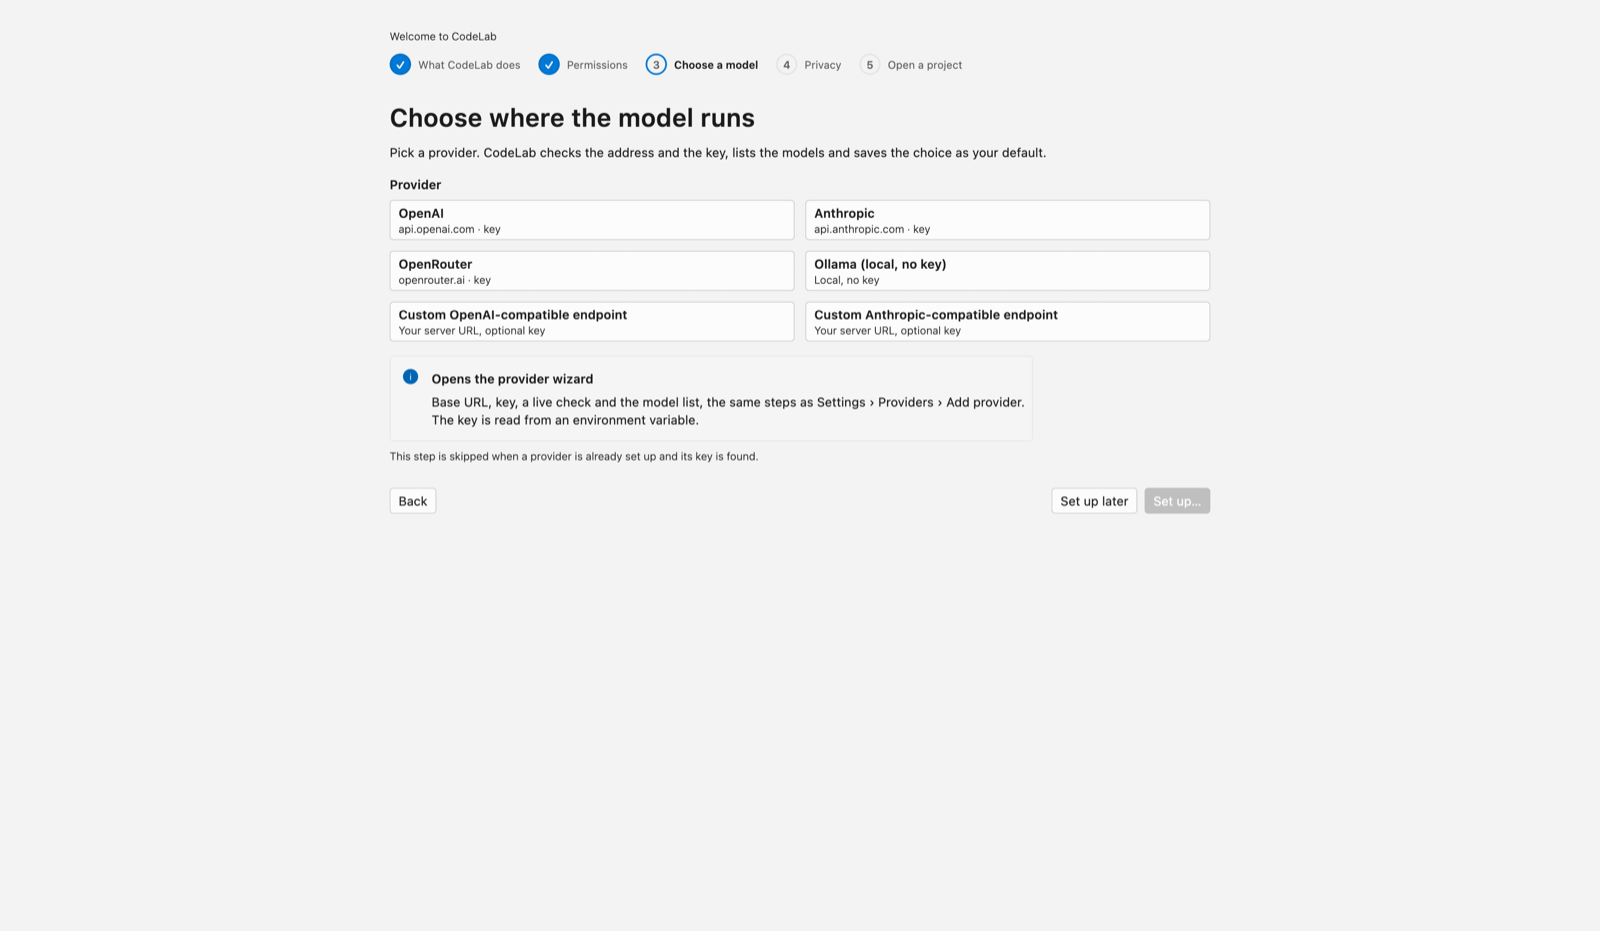 Welcome to CodeLab
What CodeLab does
Permissions
3 Choose a model
4 Privacy
5 Open a project
Choose where the model runs
Pick a provider. CodeLab checks the address and the key, lists the models and saves the choice as your default.
Provider
OpenAI
api.openai.com · key
Anthropic
api.anthropic.com · key
OpenRouter
openrouter.ai · key
Ollama (local, no key)
Local, no key
Custom OpenAI-compatible endpoint
Your server URL, optional key
Custom Anthropic-compatible endpoint
Your server URL, optional key
Opens the provider wizard
Base URL, key, a live check and the model list, the same steps as Settings › Providers › Add provider.
The key is read from an environment variable.
This step is skipped when a provider is already set up and its key is found.
Back
Set up later
Set up...